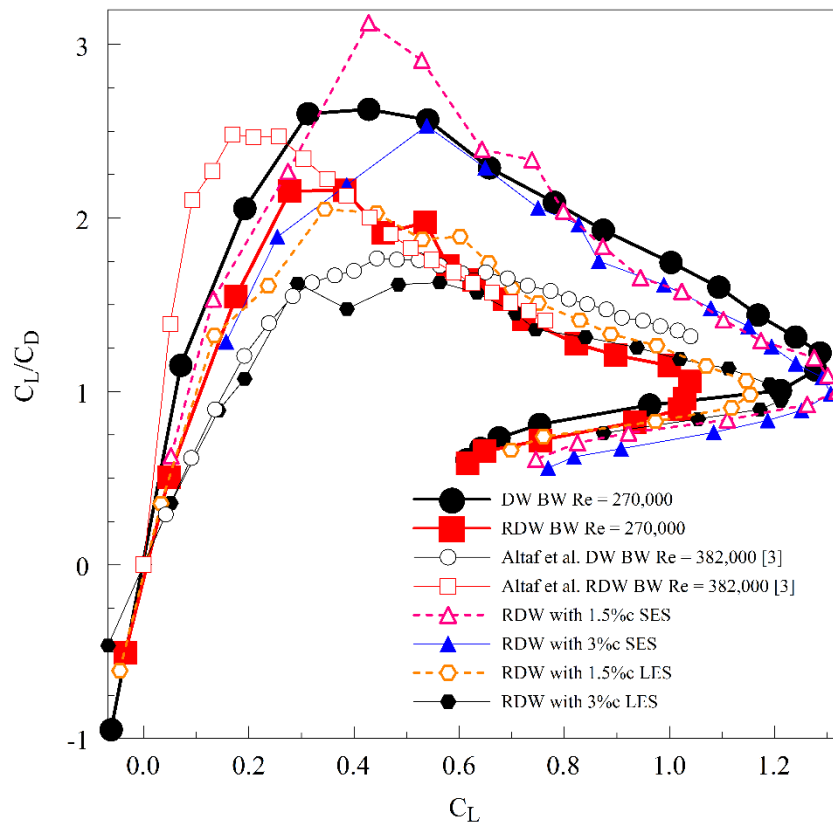 3
2
1
0
-1
C_L/C_D
0.0 0.2 0.4 0.6 0.8 1.0 1.2
C_L
DW BW Re = 270,000
RDW BW Re = 270,000
Altaf et al. DW BW Re = 382,000 [3]
Altaf et al. RDW BW Re = 382,000 [3]
RDW with 1.5%c SES
RDW with 3%c SES
RDW with 1.5%c LES
RDW with 3%c LES